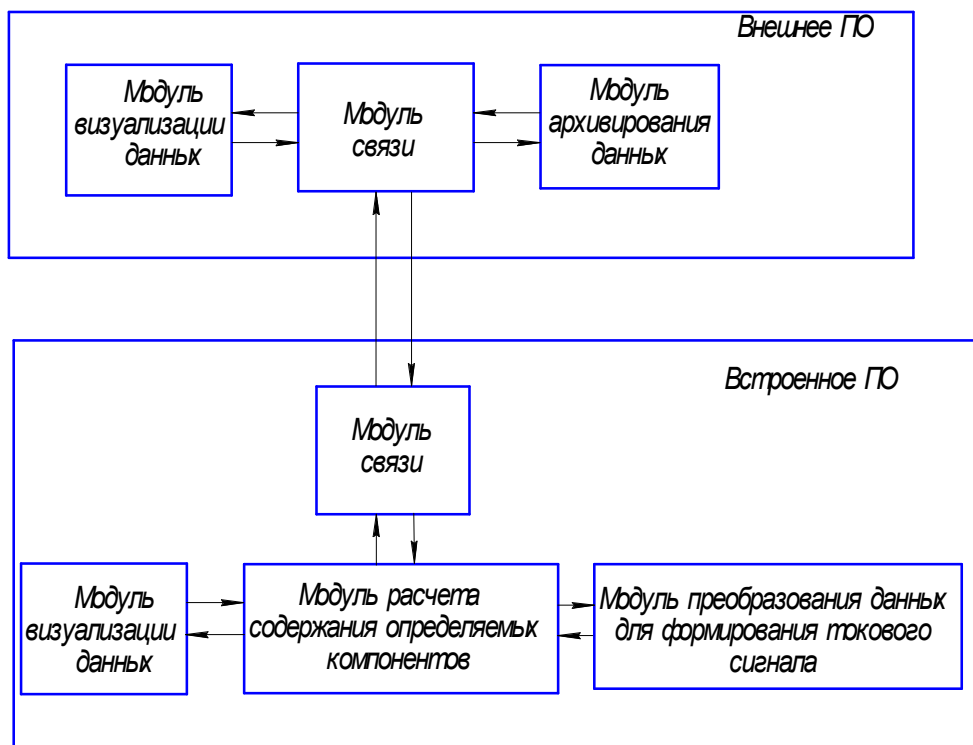 Внешнее ПО
Модуль
визуализации
данных
Модуль
связи
Модуль
архивирования
данных
Встроенное ПО
Модуль
связи
Модуль
визуализации
данных
Модуль расчета
содержания определяемых
компонентов
Модуль преобразования данных
для формирования токового
сигнала